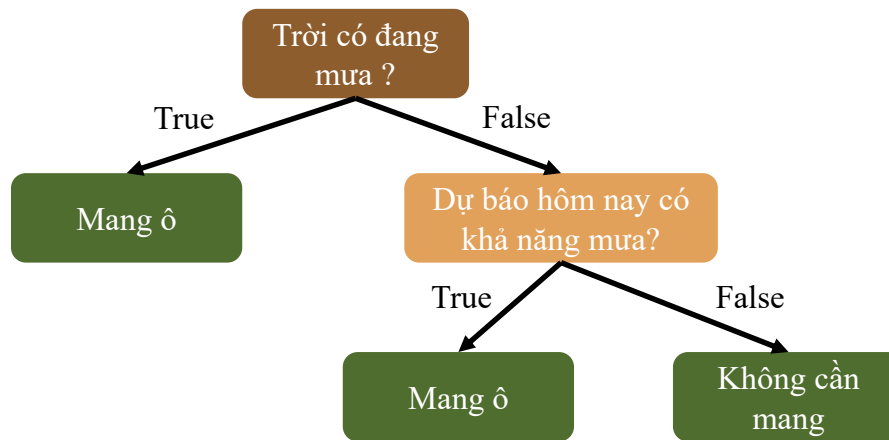 Trời có đang
mưa ?
True
False
Mang ô
Dự báo hôm nay có
khả năng mưa?
True
False
Mang ô
Không cần
mang